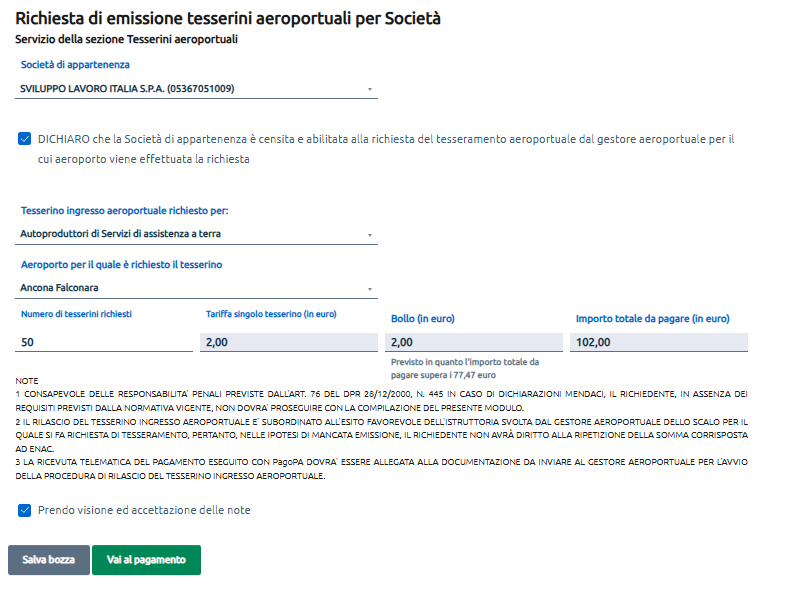 Richiesta di emissione tesserini aeroportuali per Società
Servizio della sezione Tesserini aeroportuali
Società di appartenenza
SVILUPPO LAVORO ITALIA S.P.A. (05367051009)
DICHIARO che la Società di appartenenza è censita e abilitata alla richiesta del tesseramento aeroportuale dal gestore aeroportuale per il
cui aeroporto viene effettuata la richiesta
Tesserino ingresso aeroportuale richiesto per:
Autoproduttori di Servizi di assistenza a terra
Aeroporto per il quale è richiesto il tesserino
Ancona Falconara
Numero di tesserini richiesti
50
Tariffa singolo tesserino (in euro)
2,00
Bollo (in euro)
2,00
Previsto in quanto l'importo totale da
pagare supera i 77,47 euro
Importo totale da pagare (in euro)
102,00
NOTE
1 CONSAPEVOLE DELLE RESPONSABILITA' PENALI PREVISTE DALL'ART. 76 DEL DPR 28/12/2000, N. 445 IN CASO DI DICHIARAZIONI MENDACI, IL RICHIEDENTE, IN ASSENZA DEI
REQUISITI PREVISTI DALLA NORMATIVA VIGENTE, NON DOVRA' PROSEGUIRE CON LA COMPILAZIONE DEL PRESENTE MODULO.
2 IL RILASCIO DEL TESSERINO INGRESSO AEROPORTUALE E' SUBORDINATO ALL'ESITO FAVOREVOLE DELL'ISTRUTTORIA SVOLTA DAL GESTORE AEROPORTUALE DELLO SCALO PER IL
QUALE SI FA RICHIESTA DI TESSERAMENTO, PERTANTO, NELLE IPOTESI DI MANCATA EMISSIONE, IL RICHIEDENTE NON AVRÀ DIRITTO ALLA RIPETIZIONE DELLA SOMMA CORRISPOSTA
AD ENAC.
3 LA RICEVUTA TELEMATICA DEL PAGAMENTO ESEGUITO CON PagoPA DOVRA' ESSERE ALLEGATA ALLA DOCUMENTAZIONE DA INVIARE AL GESTORE AEROPORTUALE PER L'AVVIO
DELLA PROCEDURA DI RILASCIO DEL TESSERINO INGRESSO AEROPORTUALE.
Prendo visione ed accettazione delle note
Salva bozza
Vai al pagamento